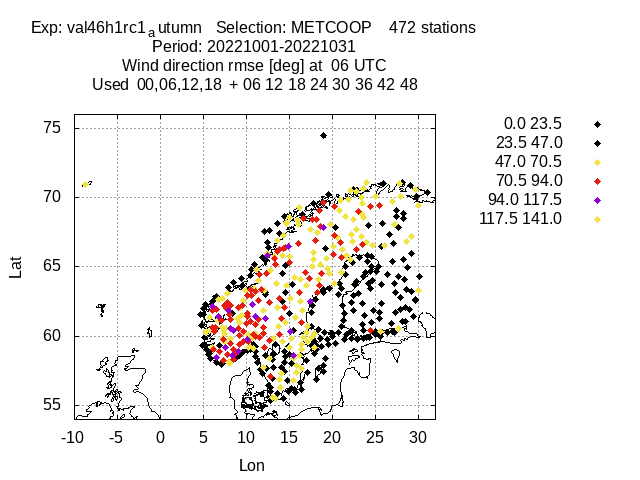 Exp: val46h1rc1 a utumn Selection: METCOOP 472 stations
Period: 20221001-20221031
Wind direction rmse [deg] at 06 UTC
Used 00,06,12,18 + 06 12 18 24 30 36 42 48
0.0 23.5
23.5 47.0
47.0 70.5
70.5 94.0
94.0 117.5
117.5 141.0
75
70
65
60
55
Lat
-10 -5 0 5 10 15 20 25 30
Lon